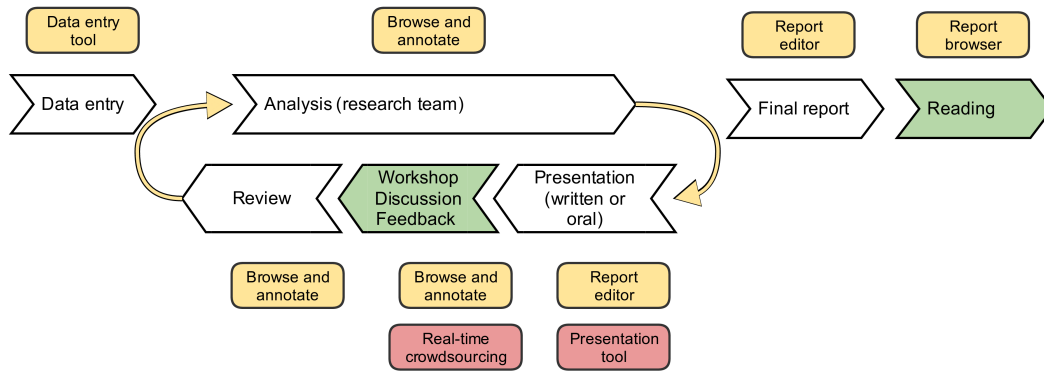 Data entry
tool
Browse and
annotate
Report
editor
Report
browser
Data entry
Analysis (research team)
Final report
Reading
Review
Workshop
Discussion
Feedback
Presentation
(written or
oral)
Browse and
annotate
Browse and
annotate
Report
editor
Real-time
crowdsourcing
Presentation
tool